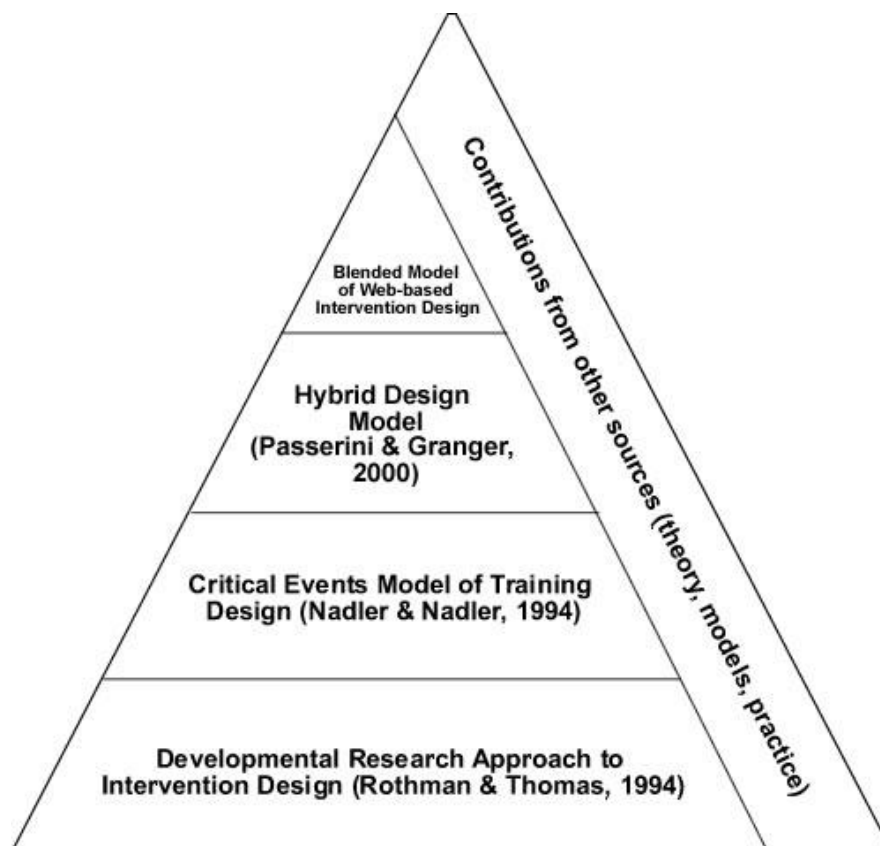 Blended Model
of Web-based
Intervention Design
Hybrid Design
Model
(Passerini & Granger,
2000)
Critical Events Model of Training
Design (Nadler & Nadler, 1994)
Developmental Research Approach to
Intervention Design (Rothman & Thomas, 1994)
Contributions from other sources (theory, models, practice)